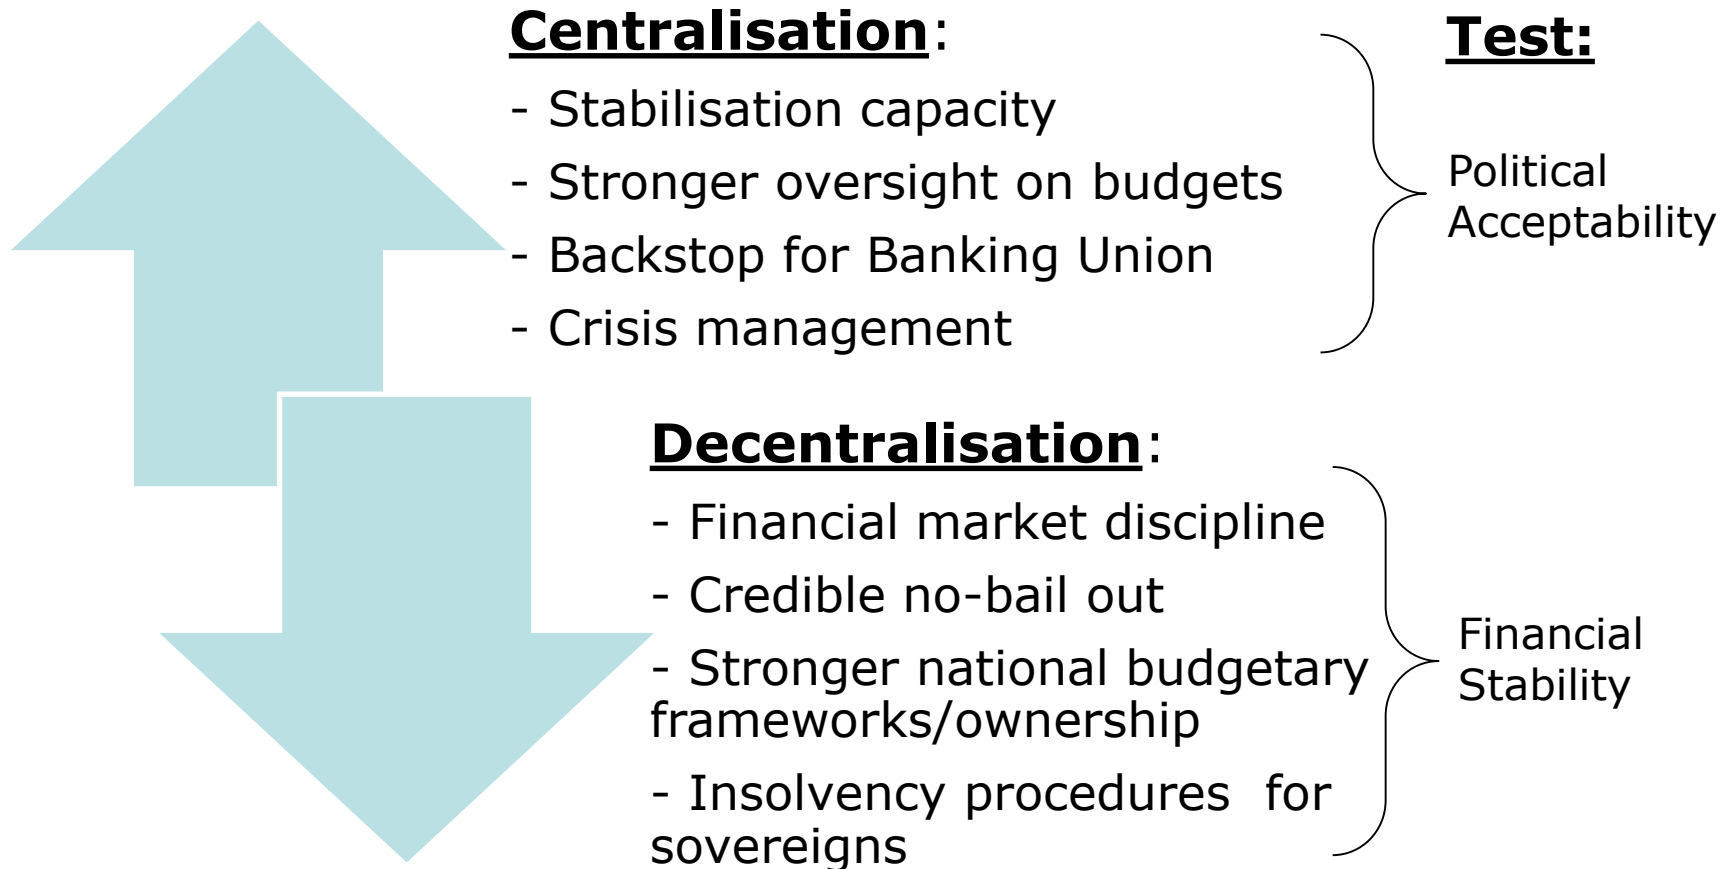 Centralisation:
- Stabilisation capacity
- Stronger oversight on budgets
- Backstop for Banking Union
- Crisis management
Test:
Political
Acceptability
Decentralisation:
- Financial market discipline
- Credible no-bail out
- Stronger national budgetary
frameworks/ownership
- Insolvency procedures  for
sovereigns
Financial
Stability